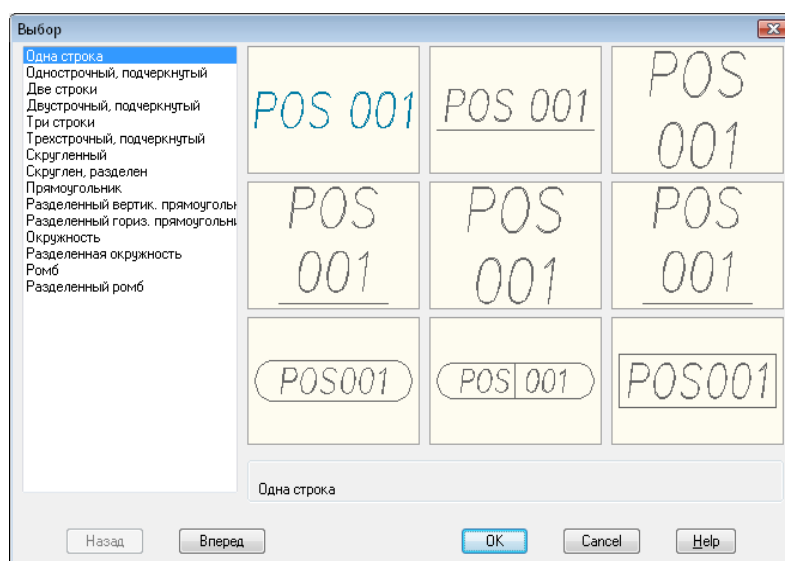 Выбор
Одна строка
Однострочный, подчеркнутый
Две строки
Двустрочный, подчеркнутый
Три строки
Трехстрочный, подчеркнутый
Скругленный
Скруглен, разделен
Прямоугольник
Разделенный вертик. прямоуголь
Разделенный гориз. прямоугольн
Окружность
Разделенная окружность
Ромб
Разделенный ромб
POS 001
POS 001
POS
001
POS
001
POS
001
POS
001
POS001
POS 001
POS001
Одна строка
Назад
Вперед
OK
Cancel
Help